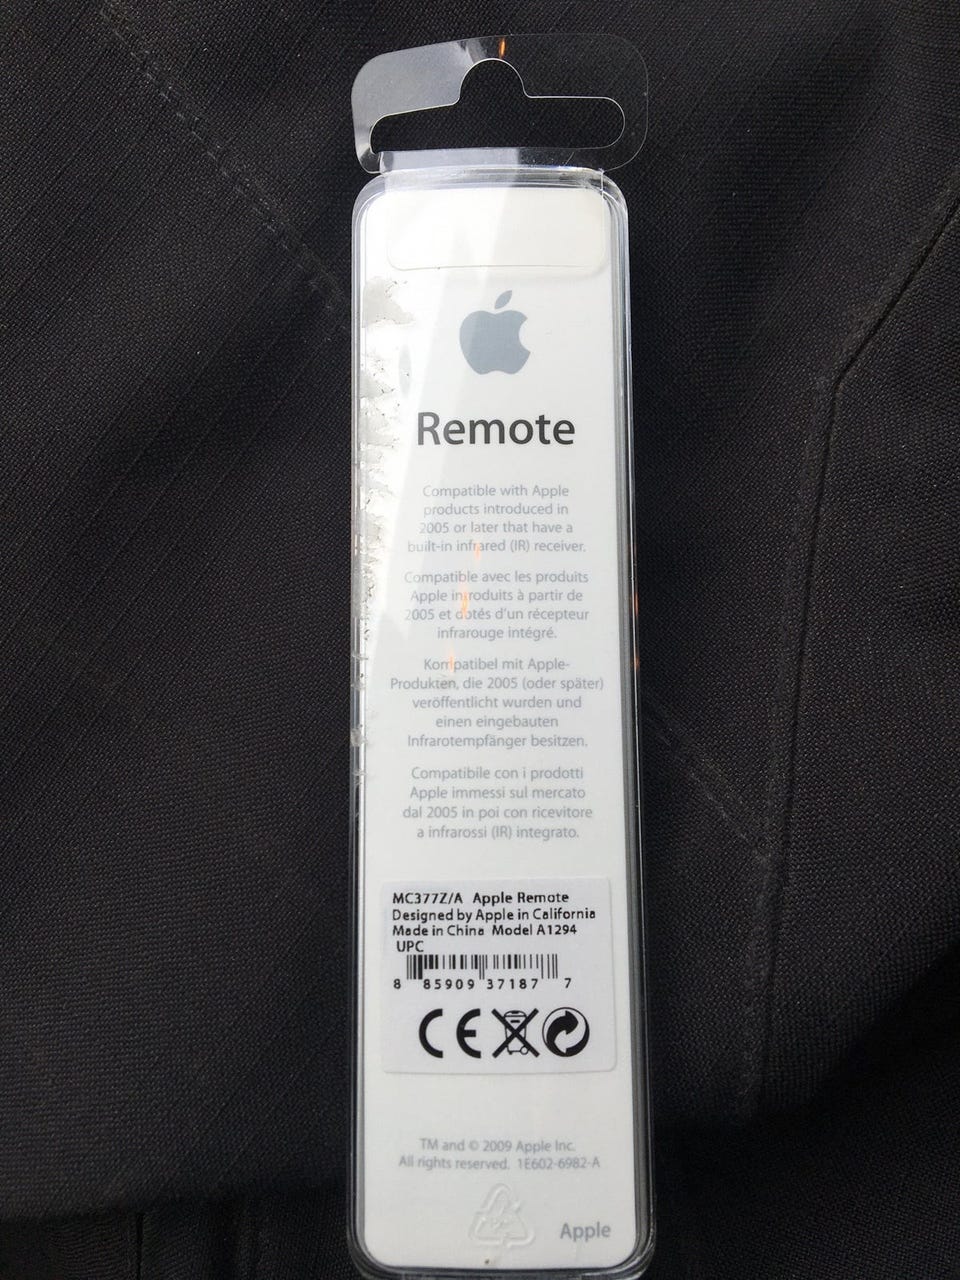 Remote
Compatible with Apple
products introduced in
2005 or later that have a
built-in infrared (IR) receiver.
Compatible avec les produits
Apple introduits à partir de
2005 et dotés d'un récepteur
infrarouge intégré.
Kompatibel mit Apple-
Produkten, die 2005 (oder später)
veröffentlicht wurden und
einen eingebauten
Infrarotempfänger besitzen.
Compatibile con i prodotti
Apple immessi sul mercato
dal 2005 in poi con ricevitore
a infrarossi (IR) integrato.
MC377Z/A Apple Remote
Designed by Apple in California
Made in China Model A1294
UPC
8 85909 37187 7
CE
TM and © 2009 Apple Inc.
All rights reserved. 1E602-6982-A
Apple